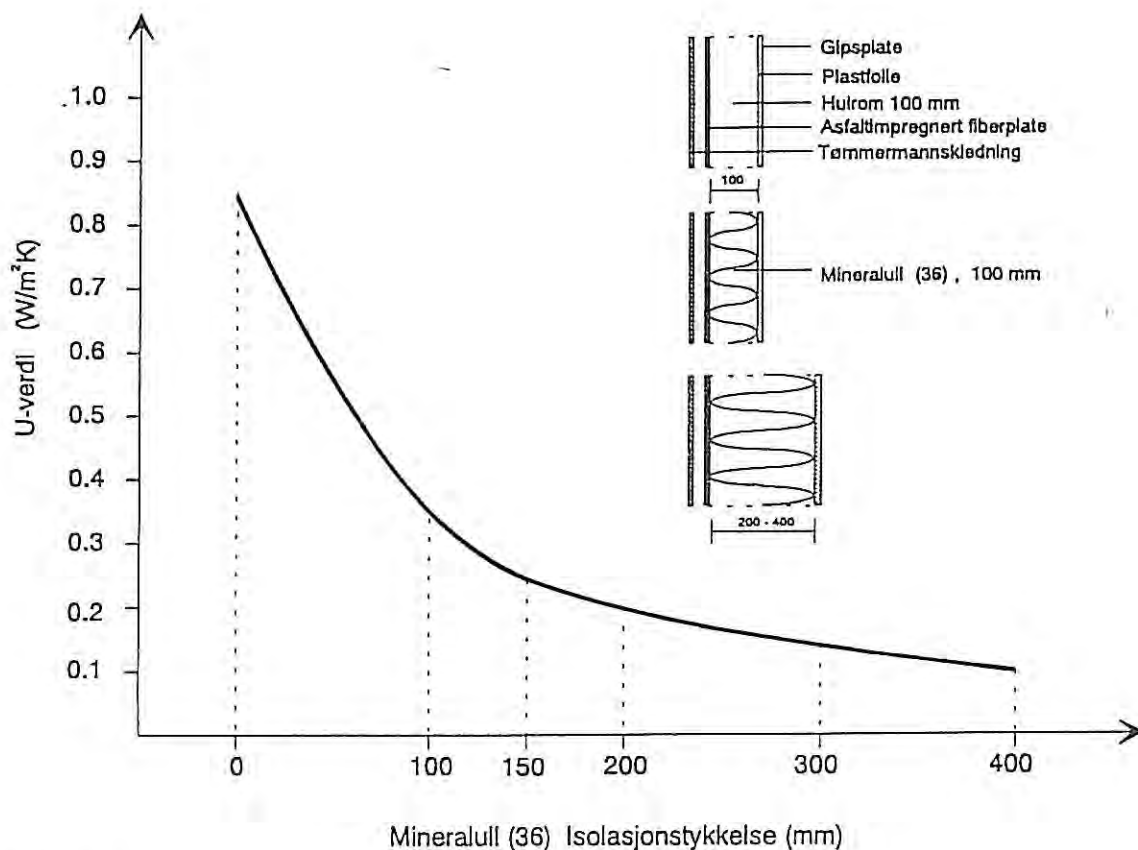 U-verdi (W/m²K)
1.0
0.9
0.8
0.7
0.6
0.5
0.4
0.3
0.2
0.1
0
100
150
200
300
400
Mineralull (36) Isolasjonstykkelse (mm)
Gipsplate
Plastfolie
Hulrom 100 mm
Asfaltimpregnert fiberplate
Tømmermannskledning
100
Mineralull (36) , 100 mm
200 - 400